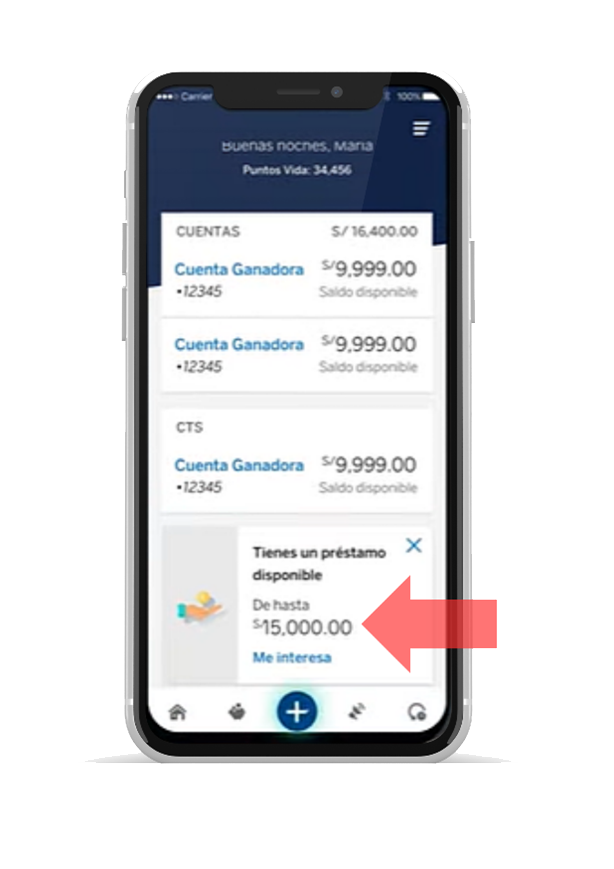 Carrier 100%
Buenas noches, María
Puntos Vida: 34,456
CUENTAS S/ 16,400.00
Cuenta Ganadora S/9,999.00
•12345 Saldo disponible
Cuenta Ganadora S/9,999.00
•12345 Saldo disponible
CTS
Cuenta Ganadora S/9,999.00
•12345 Saldo disponible
Tienes un préstamo
disponible
De hasta
S/15,000.00
Me interesa